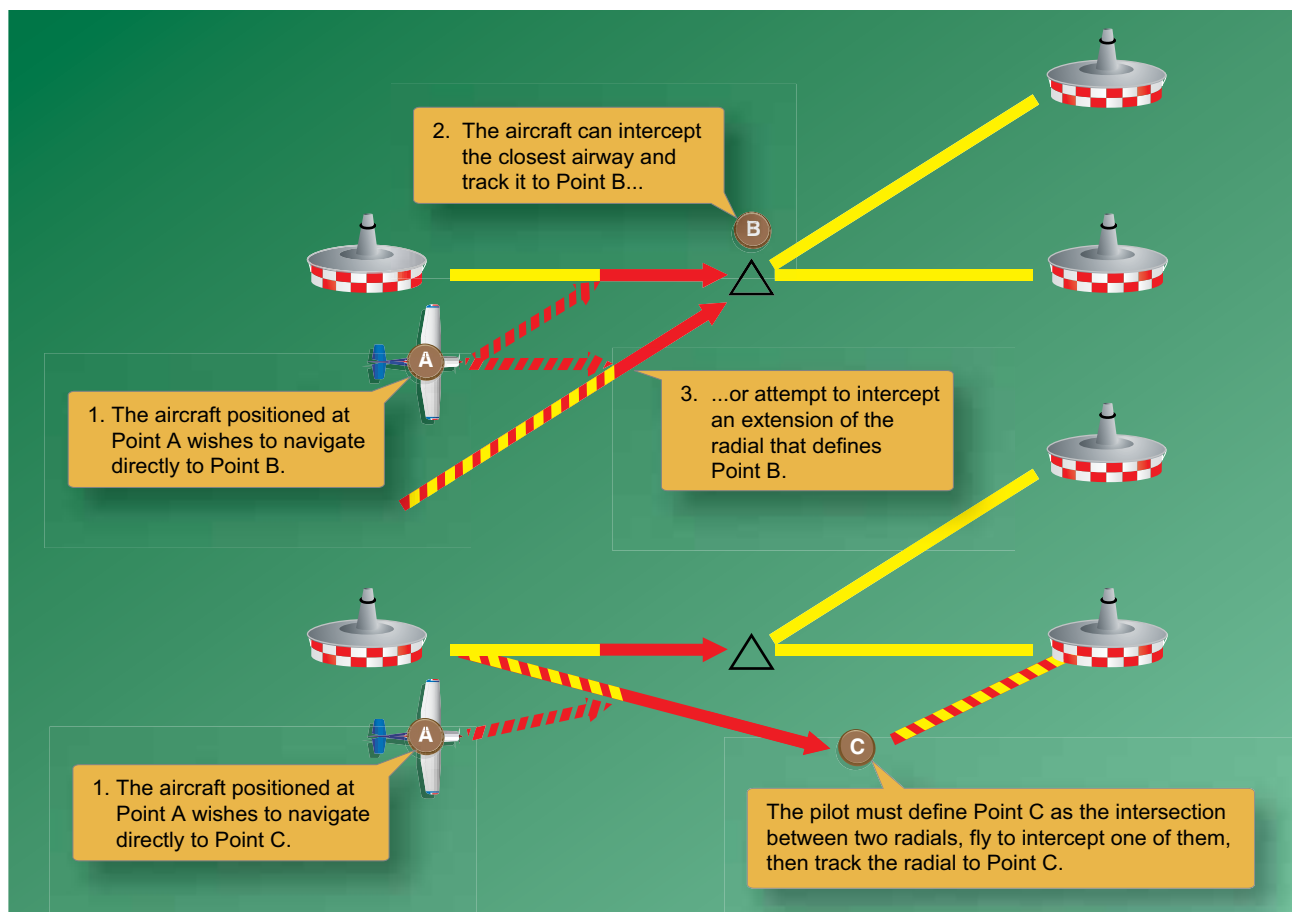 2. The aircraft can intercept
the closest airway and
track it to Point B...
B
A
1. The aircraft positioned at
Point A wishes to navigate
directly to Point B.
3. ...or attempt to intercept
an extension of the
radial that defines
Point B.
A
C
1. The aircraft positioned at
Point A wishes to navigate
directly to Point C.
The pilot must define Point C as the intersection
between two radials, fly to intercept one of them,
then track the radial to Point C.